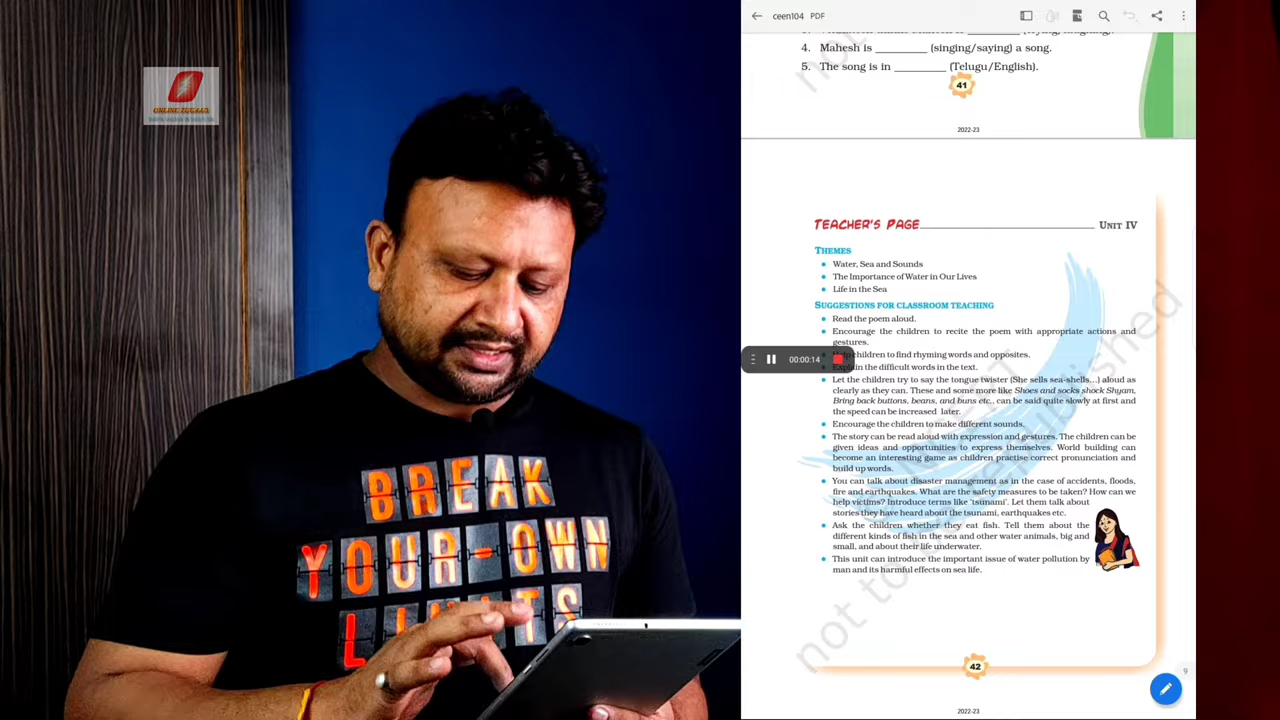 ONLINE ZUGAAD
BREAK
YOUR-OWN
LIMITS
ceen104 PDF
4. Mahesh is _________ (singing/saying) a song.
5. The song is in _________ (Telugu/English).
41
2022-23
TEACHER'S PAGE
UNIT IV
THEMES
• Water, Sea and Sounds
• The Importance of Water in Our Lives
• Life in the Sea
SUGGESTIONS FOR CLASSROOM TEACHING
• Read the poem aloud.
• Encourage the children to recite the poem with appropriate actions and
gestures.
children to find rhyming words and opposites.
00:00:14
the difficult words in the text.
• Let the children try to say the tongue twister (She sells sea-shells...) aloud as
clearly as they can. These and some more like Shoes and socks shock Shyam,
Bring back buttons, beans, and buns etc., can be said quite slowly at first and
the speed can be increased later.
• Encourage the children to make different sounds.
• The story can be read aloud with expression and gestures. The children can be
given ideas and opportunities to express themselves. World building can
become an interesting game as children practise correct pronunciation and
build up words.
• You can talk about disaster management as in the case of accidents, floods,
fire and earthquakes. What are the safety measures to be taken? How can we
help victims? Introduce terms like 'tsunami'. Let them talk about
stories they have heard about the tsunami, earthquakes etc.
• Ask the children whether they eat fish. Tell them about the
different kinds of fish in the sea and other water animals, big and
small, and about their life underwater.
• This unit can introduce the important issue of water pollution by
man and its harmful effects on sea life.
42
9
2022-23